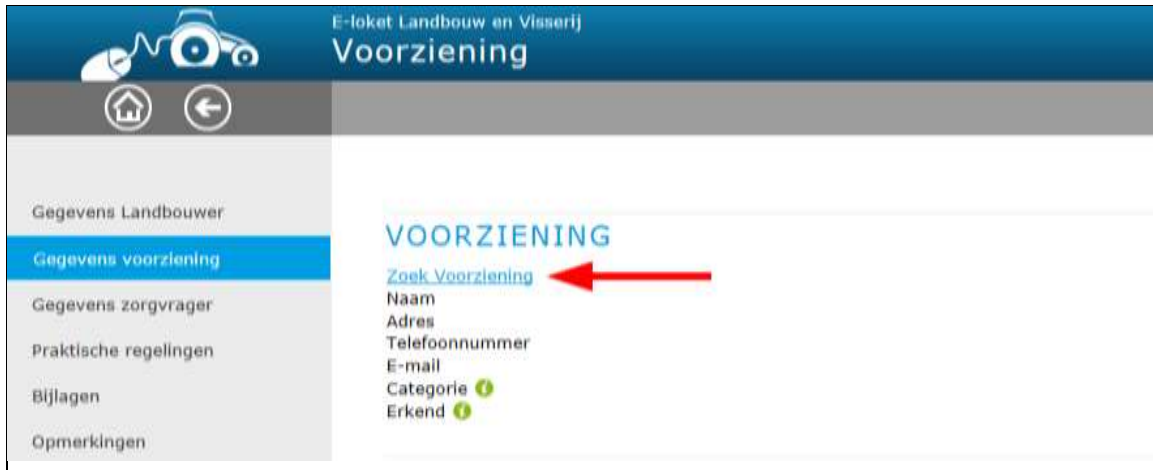 E-loket Landbouw en Visserij
Voorziening
Gegevens Landbouwer
Gegevens voorziening
Gegevens zorgvrager
Praktische regelingen
Bijlagen
Opmerkingen
VOORZIENING
Zoek Voorziening
Naam
Adres
Telefoonnummer
E-mail
Categorie
Erkend